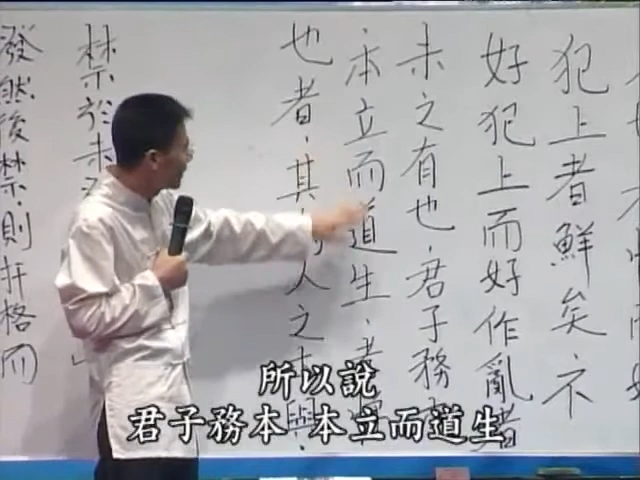 犯上者鮮矣不
好犯上而好作亂者
未之有也君子務
本立而道生
也者其人之與
禁於未
發然後禁則扞格而
所以說
君子務本 本立而道生